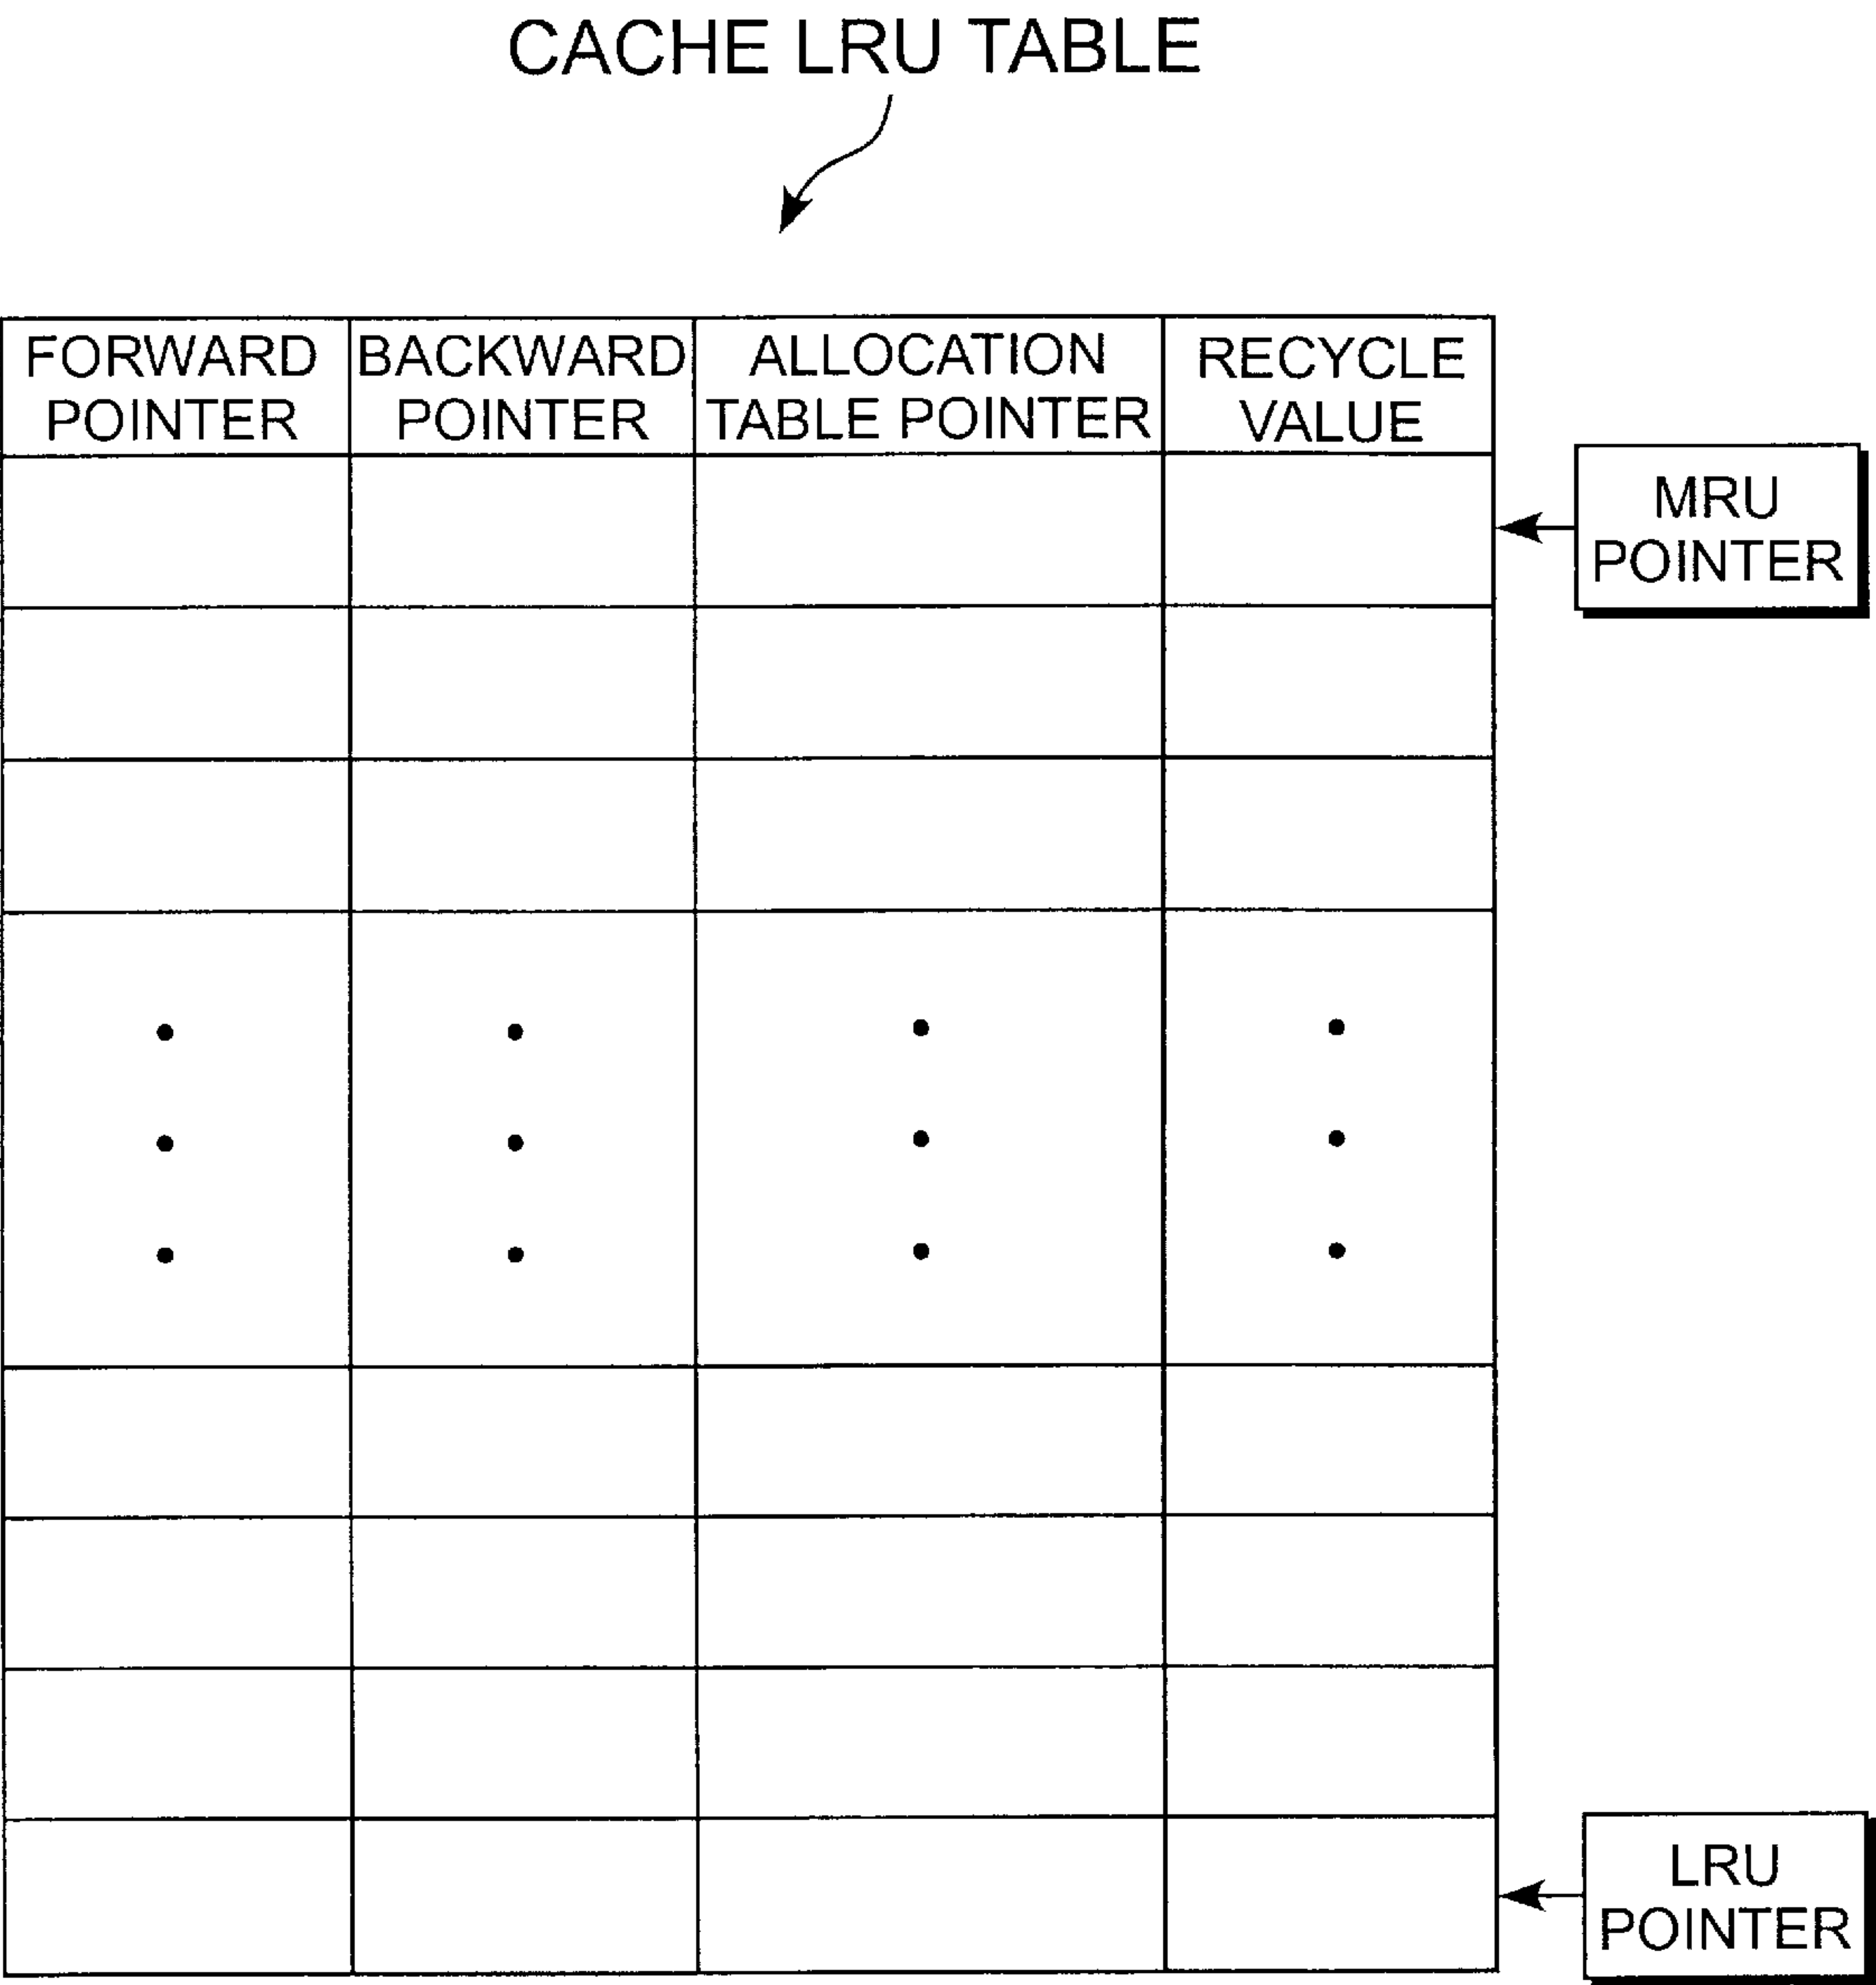 CACHE LRU TABLE
FORWARD POINTER
BACKWARD POINTER
ALLOCATION TABLE POINTER
RECYCLE VALUE
MRU POINTER
LRU POINTER